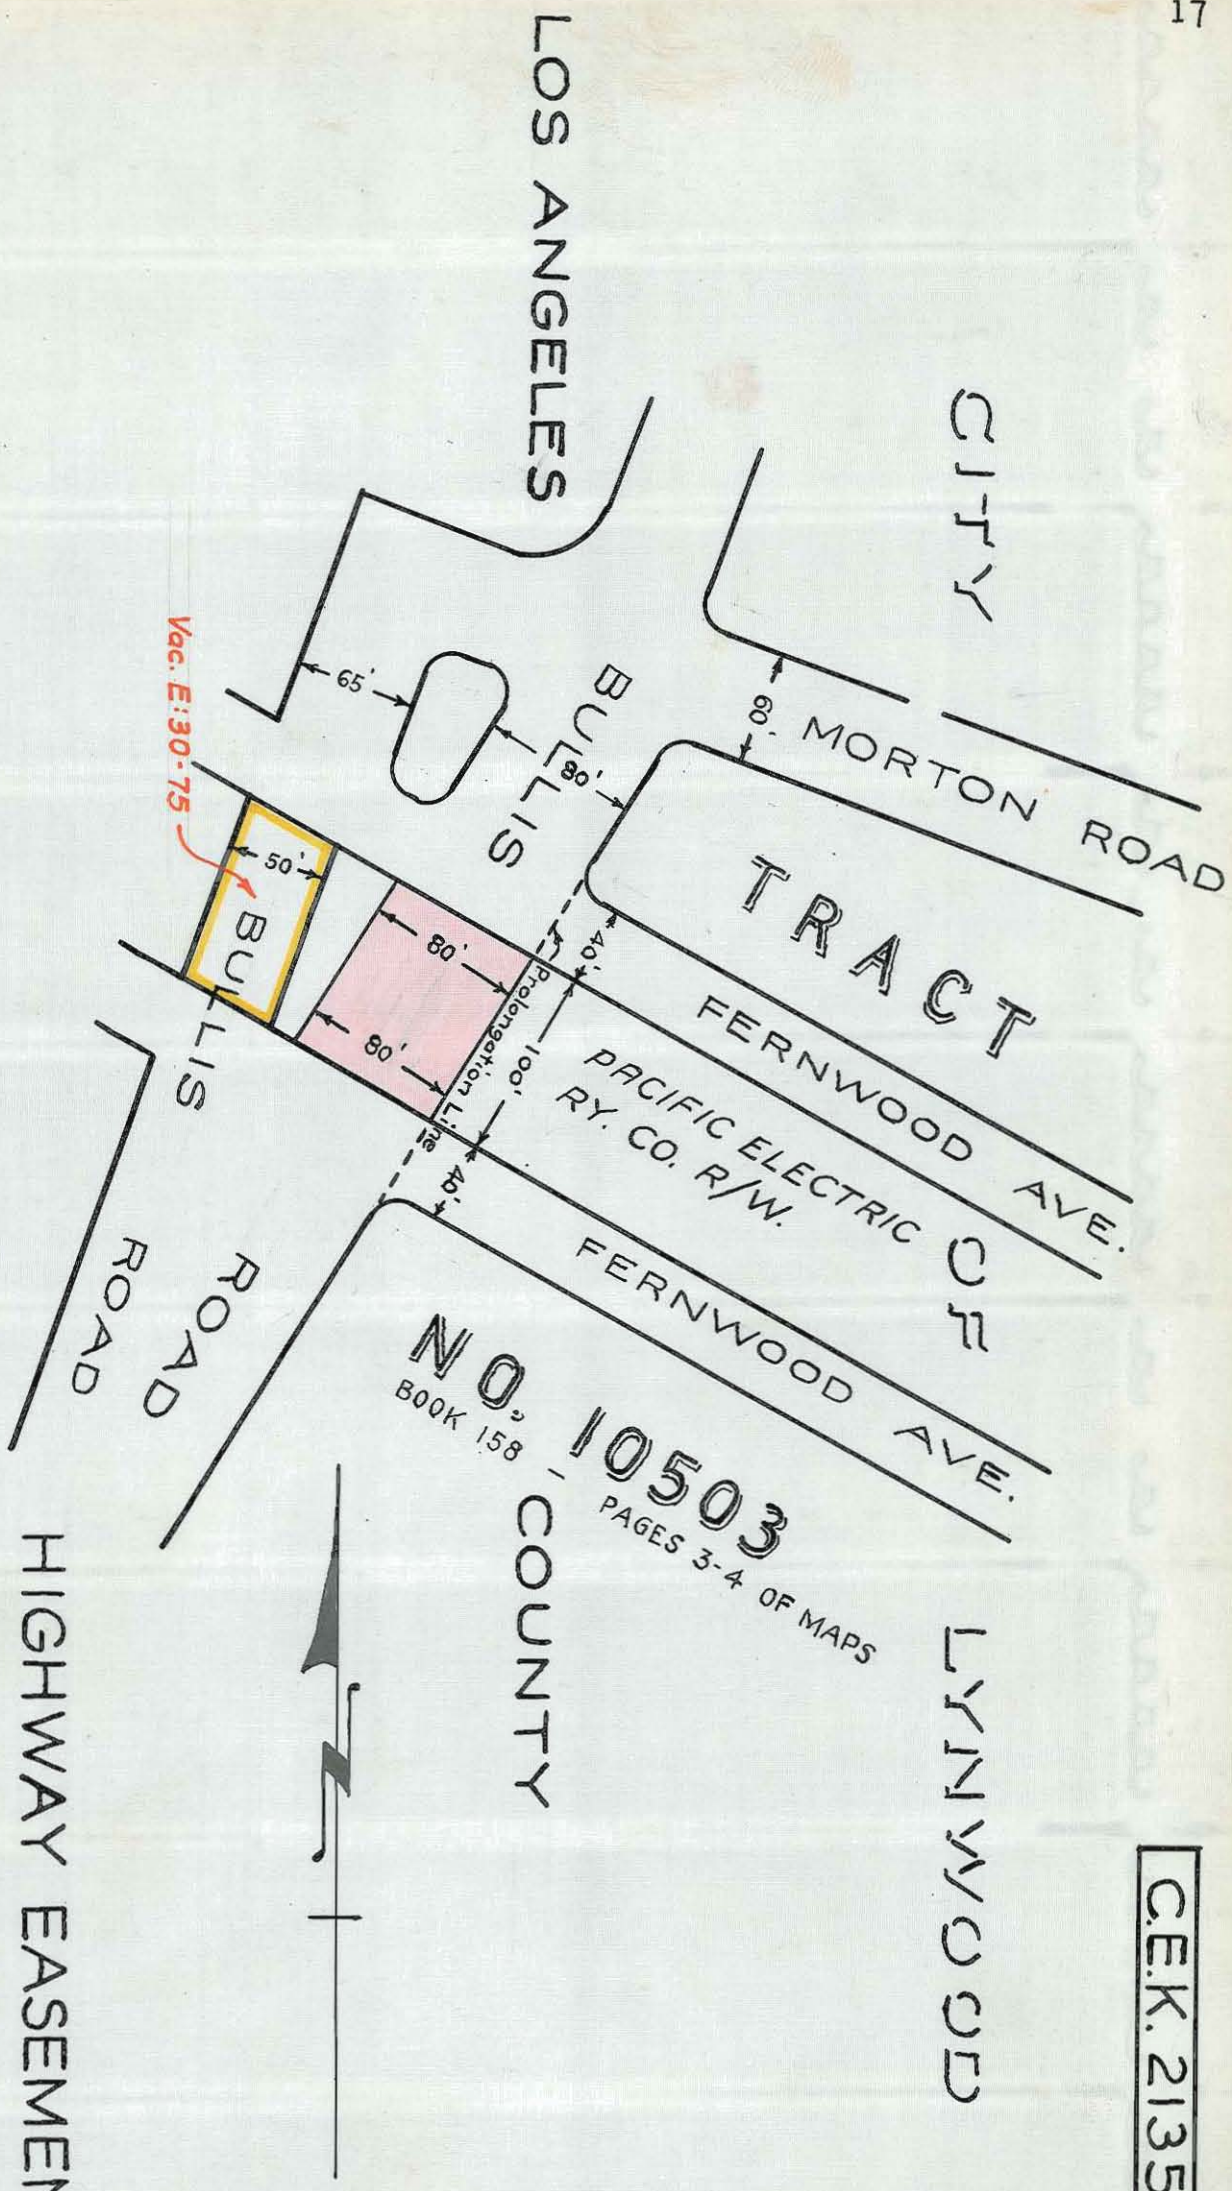 17
C.E.K. 2135
CITY OF LYNWOOD
MORTON ROAD
60'
TRACT
FERNWOOD AVE.
40'
PACIFIC ELECTRIC
RY. CO. R/W.
100'
FERNWOOD AVE.
40'
NO. 10503
BOOK 158 - PAGES 3-4 OF MAPS
LOS ANGELES COUNTY
BULLIS ROAD
80'
65'
80'
80'
Prolongation Line
50'
BULLIS ROAD
Vac. E:30-75
HIGHWAY EASEMEN